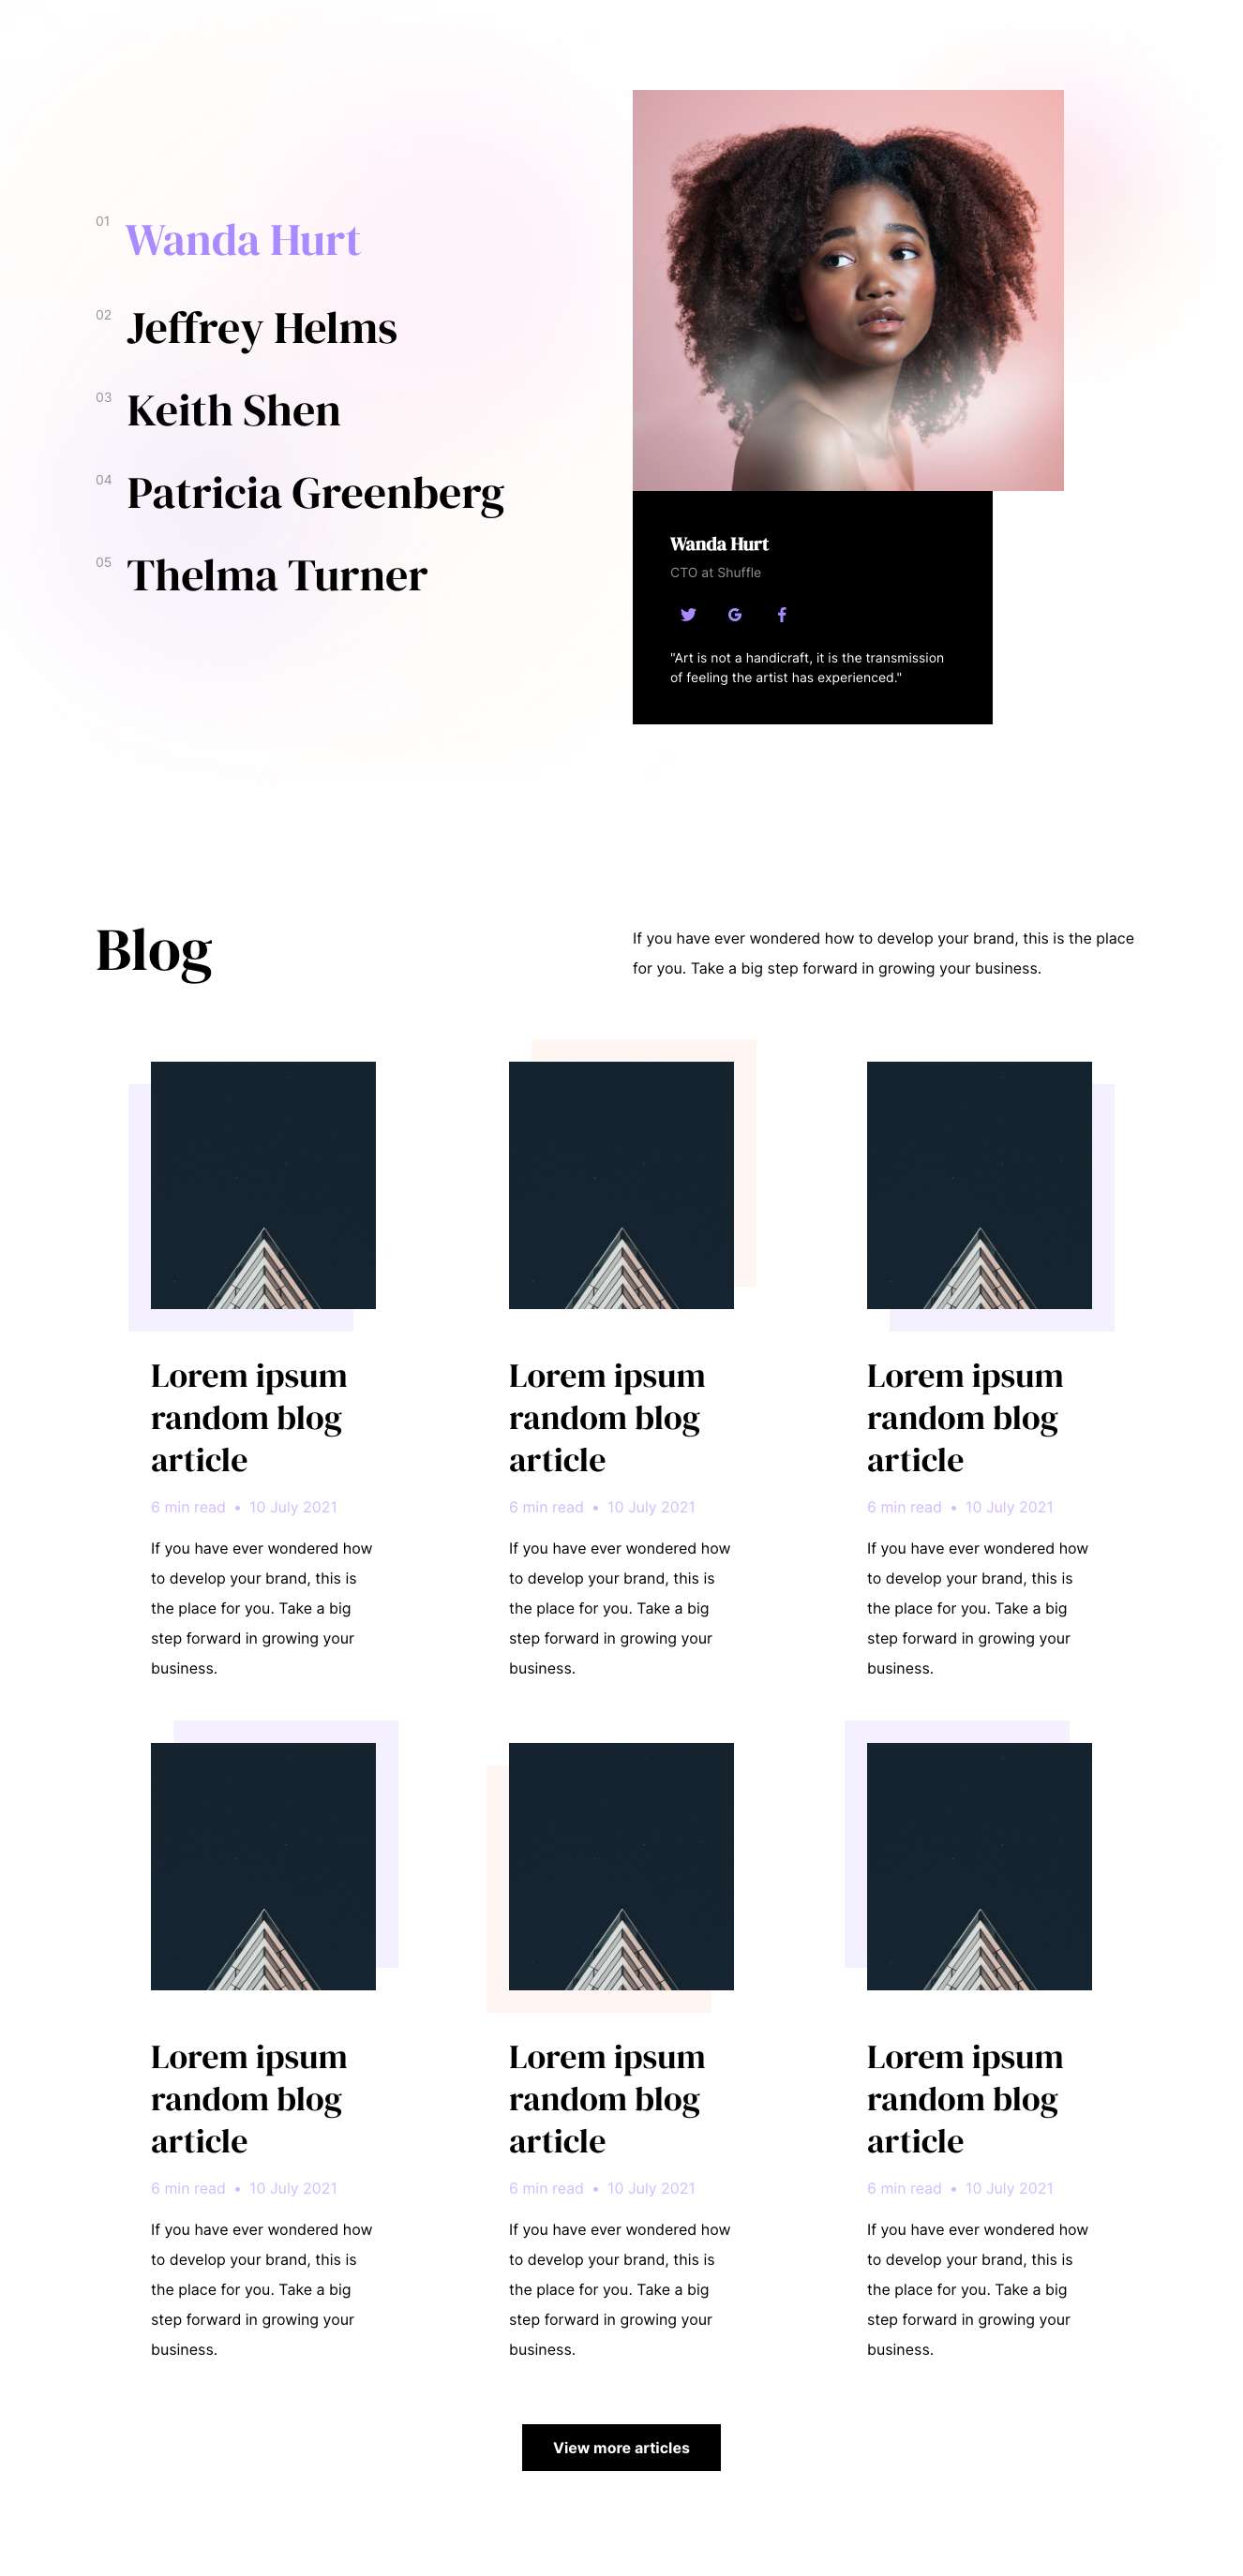 01 Wanda Hurt
02 Jeffrey Helms
03 Keith Shen
04 Patricia Greenberg
05 Thelma Turner
Wanda Hurt
CTO at Shuffle
"Art is not a handicraft, it is the transmission
of feeling the artist has experienced."
Blog
If you have ever wondered how to develop your brand, this is the place
for you. Take a big step forward in growing your business.
Lorem ipsum
random blog
article
6 min read • 10 July 2021
If you have ever wondered how
to develop your brand, this is
the place for you. Take a big
step forward in growing your
business.
Lorem ipsum
random blog
article
6 min read • 10 July 2021
If you have ever wondered how
to develop your brand, this is
the place for you. Take a big
step forward in growing your
business.
Lorem ipsum
random blog
article
6 min read • 10 July 2021
If you have ever wondered how
to develop your brand, this is
the place for you. Take a big
step forward in growing your
business.
Lorem ipsum
random blog
article
6 min read • 10 July 2021
If you have ever wondered how
to develop your brand, this is
the place for you. Take a big
step forward in growing your
business.
Lorem ipsum
random blog
article
6 min read • 10 July 2021
If you have ever wondered how
to develop your brand, this is
the place for you. Take a big
step forward in growing your
business.
Lorem ipsum
random blog
article
6 min read • 10 July 2021
If you have ever wondered how
to develop your brand, this is
the place for you. Take a big
step forward in growing your
business.
View more articles